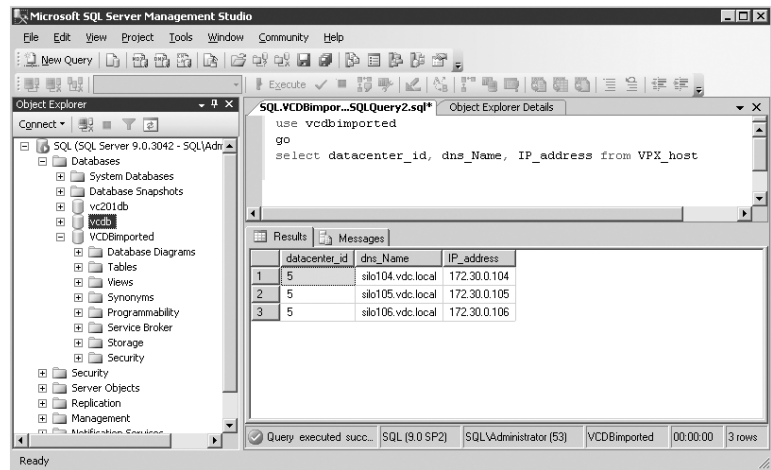 Microsoft SQL Server Management Studio
File Edit View Project Tools Window Community Help
New Query
Execute
Object Explorer
Connect
SQL (SQL Server 9.0.3042 - SQL\Adm
Databases
System Databases
Database Snapshots
vc201db
vcdb
VCDBimported
Database Diagrams
Tables
Views
Synonyms
Programmability
Service Broker
Storage
Security
Security
Server Objects
Replication
Management
Notification Services
SQL.VCDBimpor...SQLQuery2.sql* Object Explorer Details
use vcdbimported
go
select datacenter_id, dns_Name, IP_address from VPX_host
Results Messages
datacenter_id dns_Name IP_address
1 5 silo104.vdc.local 172.30.0.104
2 5 silo105.vdc.local 172.30.0.105
3 5 silo106.vdc.local 172.30.0.106
Query executed succ... SQL (9.0 SP2) SQL\Administrator (53) VCDBimported 00:00:00 3 rows
Ready